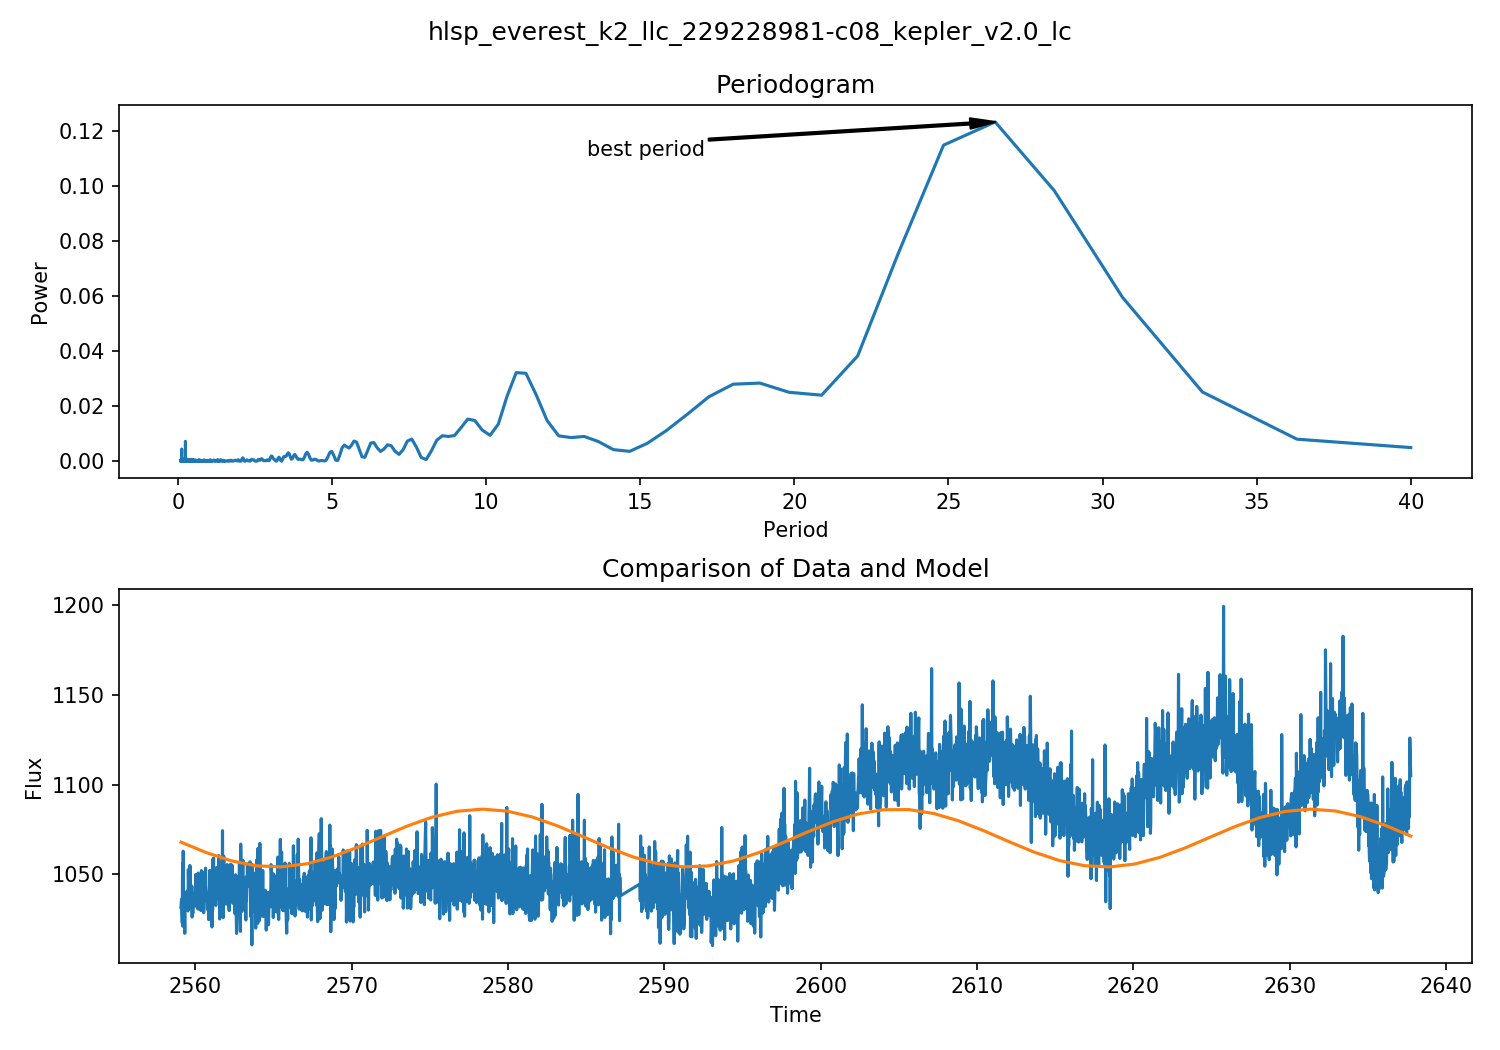 hlsp_everest_k2_llc_229228981-c08_kepler_v2.0_lc
Periodogram
0.12
0.10
0.08
0.06
0.04
0.02
0.00
Power
best period
0 5 10 15 20 25 30 35 40
Period
Comparison of Data and Model
1200
1150
1100
1050
Flux
2560 2570 2580 2590 2600 2610 2620 2630 2640
Time